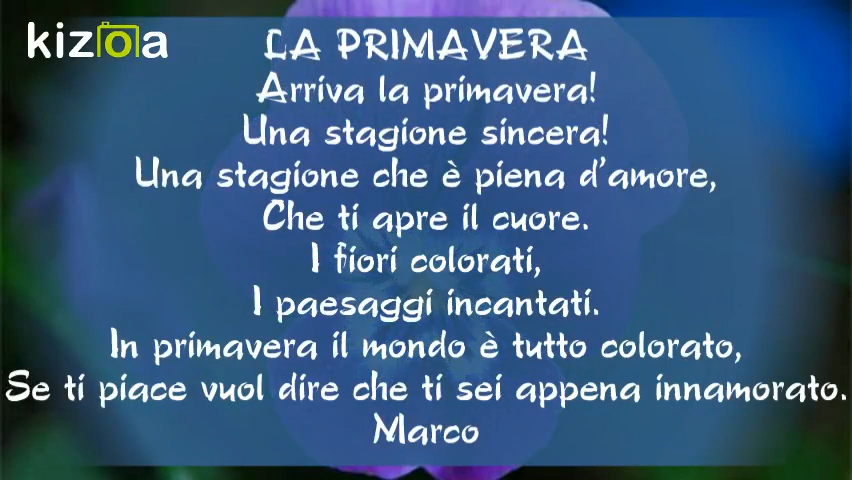 kizoa
LA PRIMAVERA
Arriva la primavera!
Una stagione sincera!
Una stagione che è piena d'amore,
Che ti apre il cuore.
I fiori colorati,
I paesaggi incantati.
In primavera il mondo è tutto colorato,
Se ti piace vuol dire che ti sei appena innamorato.
Marco